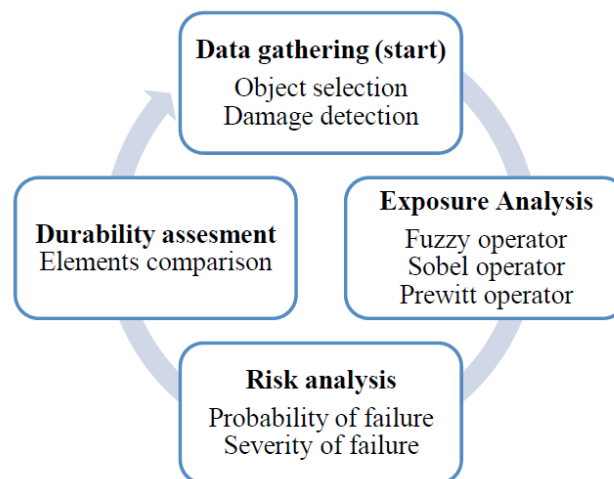 Data gathering (start)
Object selection
Damage detection
Exposure Analysis
Fuzzy operator
Sobel operator
Prewitt operator
Risk analysis
Probability of failure
Severity of failure
Durability assesment
Elements comparison